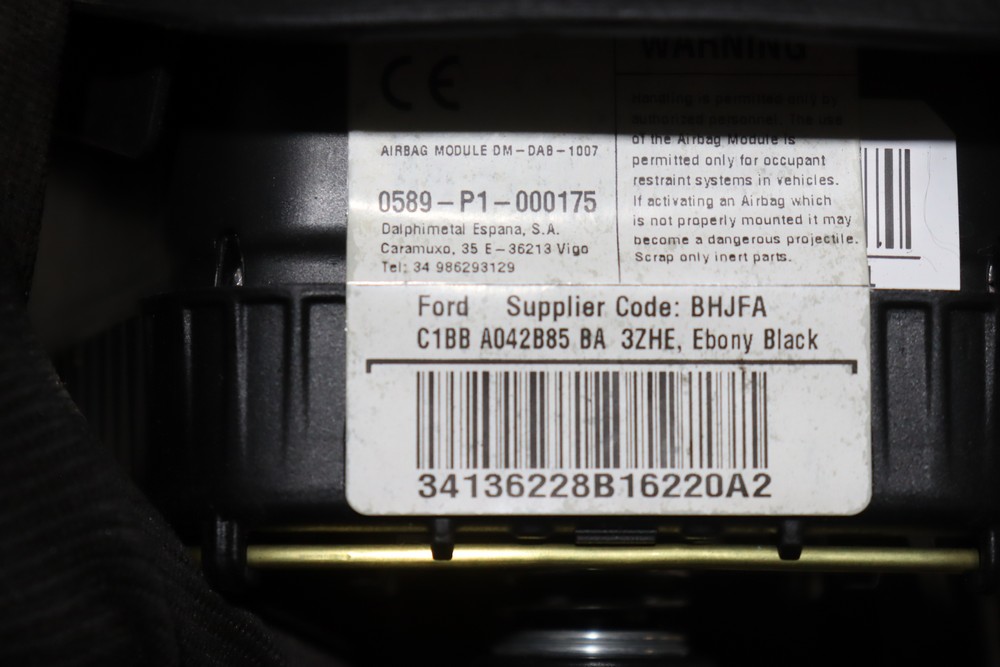 CE
AIRBAG MODULE DM-DAB-1007
0589-P1-000175
Dalphimetal Espana, S.A.
Caramuxo, 35 E-36213 Vigo
Tel: 34 986293129
WARNING
Handling is permitted only by
authorized personnel. The use
of the Airbag Module is
permitted only for occupant
restraint systems in vehicles.
If activating an Airbag which
is not properly mounted it may
become a dangerous projectile.
Scrap only inert parts.
Ford Supplier Code: BHJFA
C1BB A042B85 BA 3ZHE, Ebony Black
34136228B16220A2